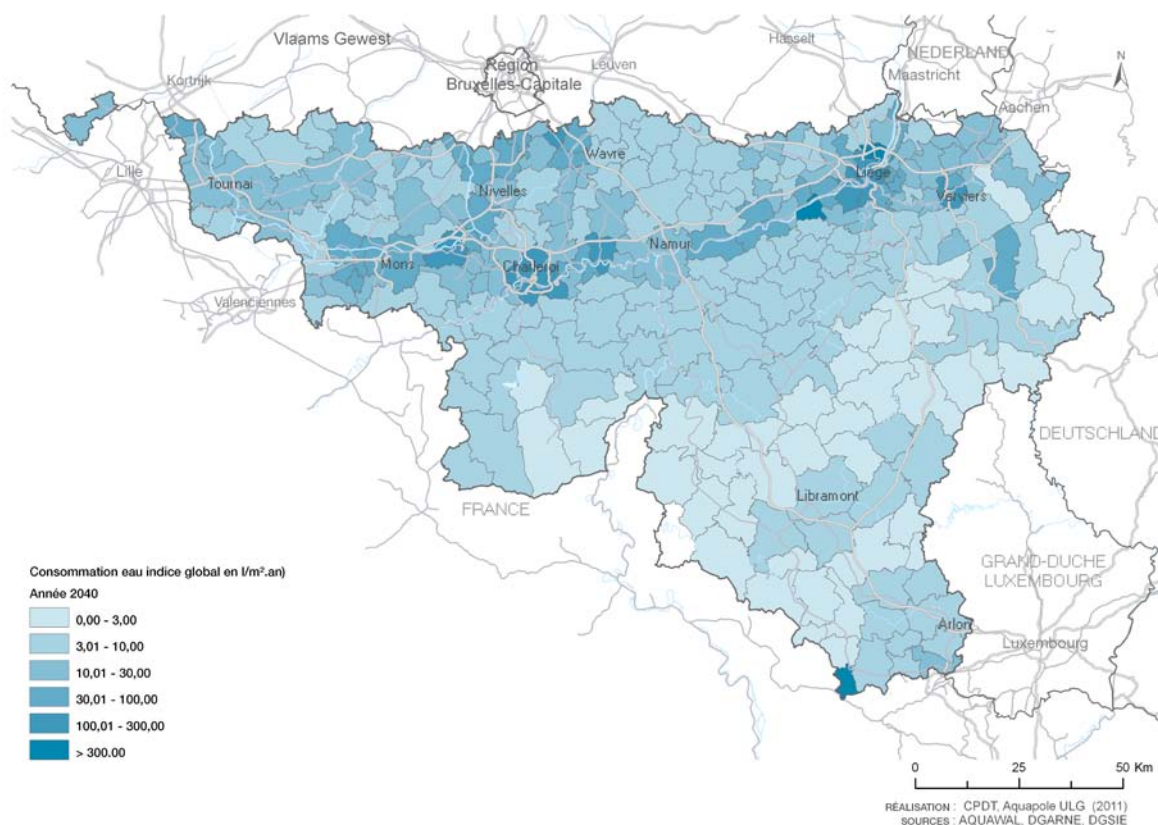 Vlaams Gewest
Hasselt
NEDERLAND
N
Région
Bruxelles-Capitale
Leuven
Maastricht
Kortrijk
Aachen
Lille
Wavre
Liège
Tournai
Nivelles
Verviers
Namur
Mons
Charleroi
Valenciennes
DEUTSCHLAND
Libramont
FRANCE
GRAND-DUCHE
LUXEMBOURG
Arlon
Luxembourg
Consommation eau indice global en l/m².an)
Année 2040
0,00 - 3,00
3,01 - 10,00
10,01 - 30,00
30,01 - 100,00
100,01 - 300,00
> 300.00
0 25 50 Km
RÉALISATION : CPDT, Aquapole ULG (2011)
SOURCES : AQUAWAL, DGARNE, DGSIE